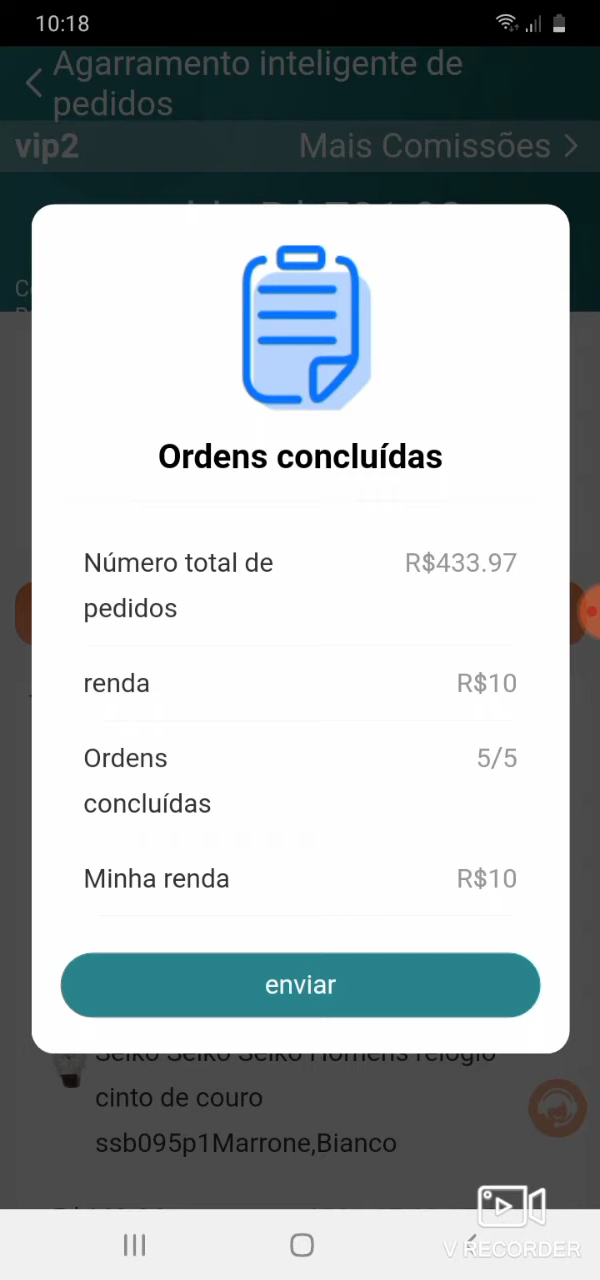 10:18
Agarramento inteligente de
pedidos
vip2
Mais Comissões
Ordens concluídas
Número total de
pedidos
R$433.97
renda
R$10
Ordens
concluídas
5/5
Minha renda
R$10
enviar
Seiko Seiko Seiko Homens relógio
cinto de couro
ssb095p1Marrone,Bianco
V RECORDER